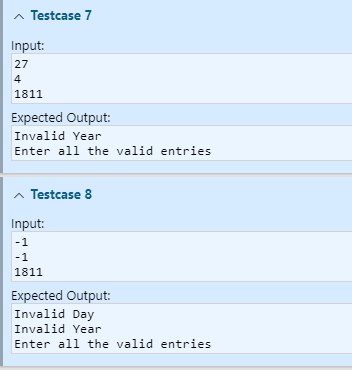 Testcase 7
Input:
27
4
1811
Expected Output:
Invalid Year
Enter all the valid entries
Testcase 8
Input:
-1
-1
1811
Expected Output:
Invalid Day
Invalid Year
Enter all the valid entries